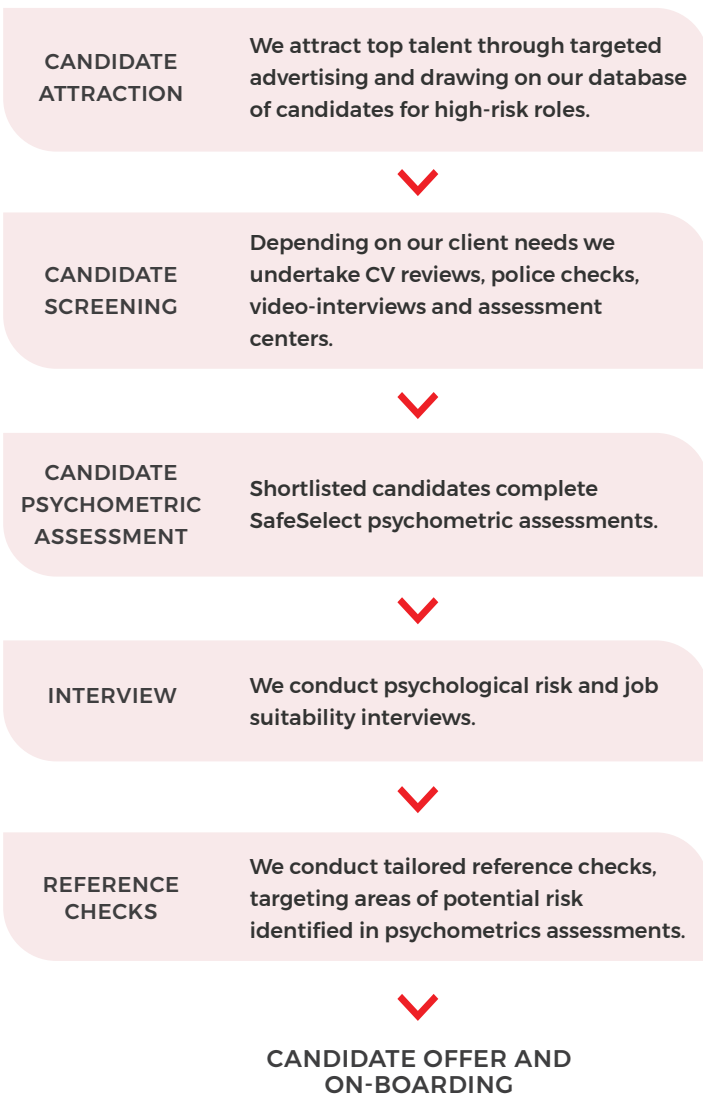 CANDIDATE
ATTRACTION
We attract top talent through targeted
advertising and drawing on our database
of candidates for high-risk roles.
CANDIDATE
SCREENING
Depending on our client needs we
undertake CV reviews, police checks,
video-interviews and assessment
centers.
CANDIDATE
PSYCHOMETRIC
ASSESSMENT
Shortlisted candidates complete
SafeSelect psychometric assessments.
INTERVIEW
We conduct psychological risk and job
suitability interviews.
REFERENCE
CHECKS
We conduct tailored reference checks,
targeting areas of potential risk
identified in psychometrics assessments.
CANDIDATE OFFER AND
ON-BOARDING